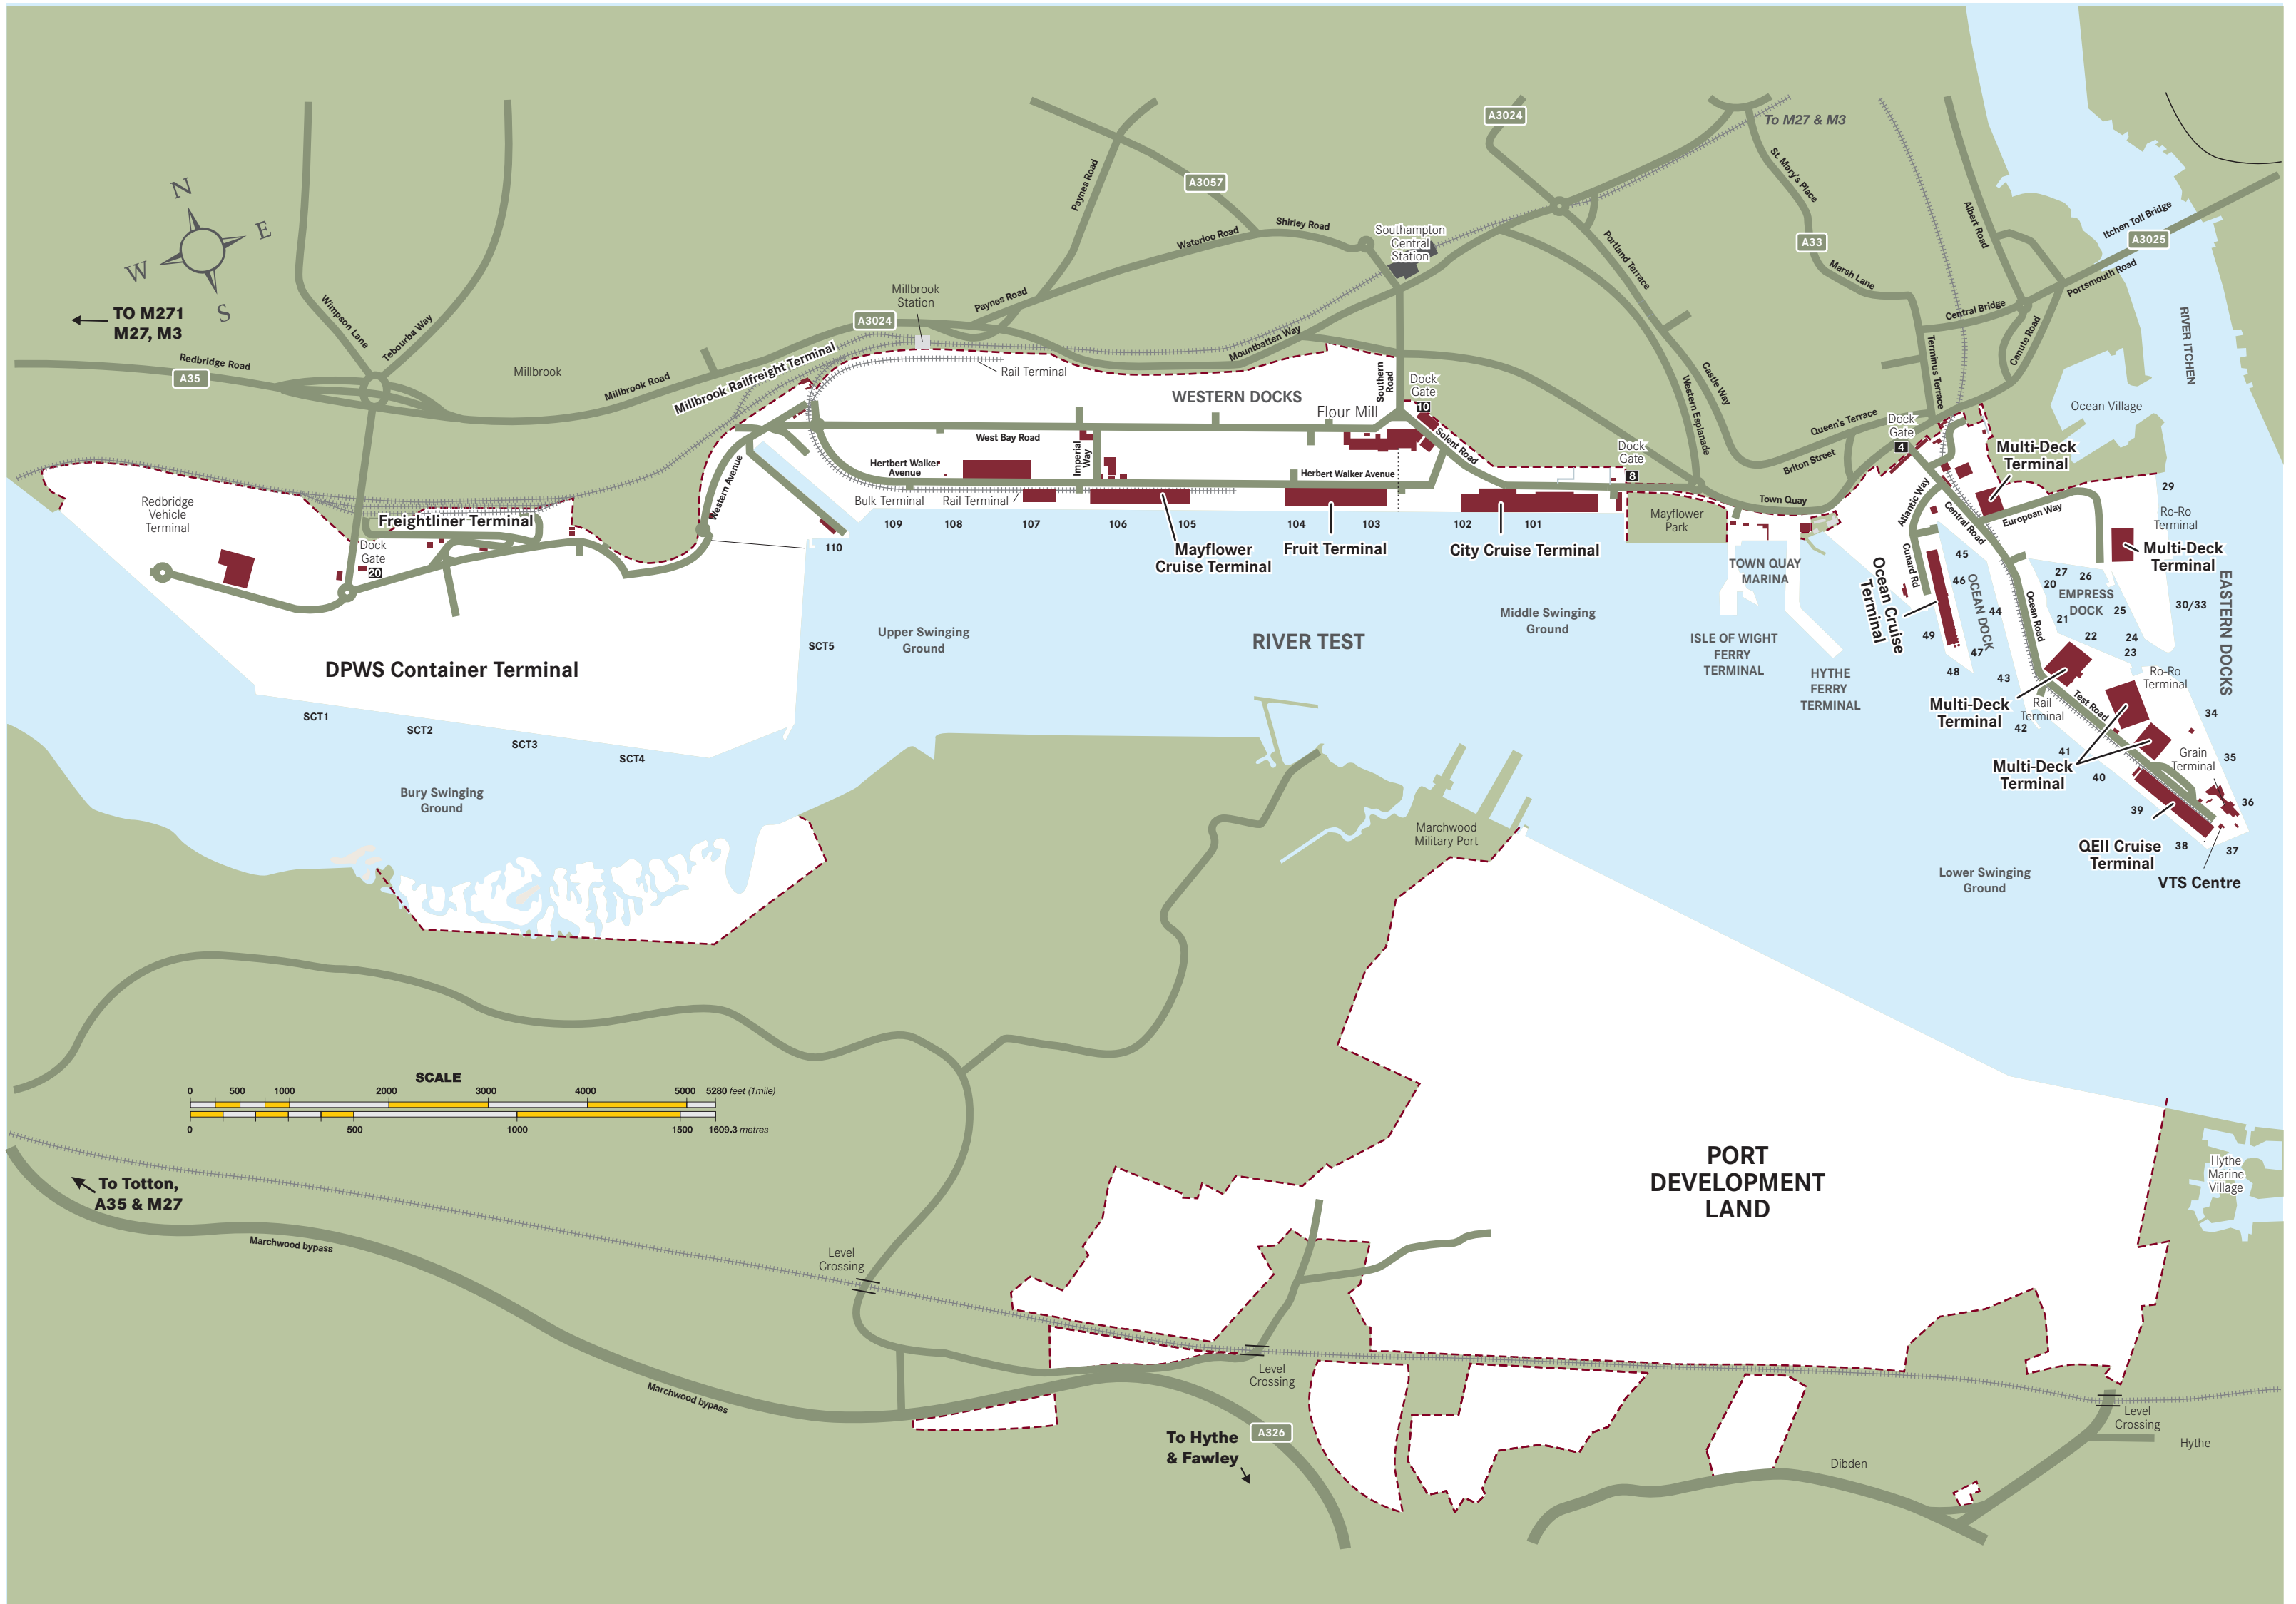 To M27 & M3
A3024
A3057
A3024
A33
A3025
A35
A326
N
E
W
S
TO M271
M27, M3
Redbridge Road
Wimpson Lane
Tebourba Way
Millbrook
Millbrook Road
Millbrook
Station
Millbrook Railfreight Terminal
Paynes Road
Paynes Road
Waterloo Road
Shirley Road
Southampton
Central
Station
Mountbatten Way
Portland Terrace
St. Mary's Place
Marsh Lane
Albert Road
Itchen Toll Bridge
Portsmouth Road
Central Bridge
Canute Road
Terminus Terrace
Castle Way
Western Esplanade
Queen's Terrace
Briton Street
Town Quay
RIVER ITCHEN
Ocean Village
Rail Terminal
WESTERN DOCKS
Southern
Road
Flour Mill
Dock
Gate
10
Solent Road
West Bay Road
Imperial
Way
Hertbert Walker
Avenue
Herbert Walker Avenue
Bulk Terminal
Rail Terminal
Western Avenue
Dock
Gate
8
Mayflower
Park
Dock
Gate
4
Multi-Deck
Terminal
Atlantic Way
Central Road
European Way
Cunard Rd
Ocean Road
Test Road
29
Ro-Ro
Terminal
Multi-Deck
Terminal
Redbridge
Vehicle
Terminal
Freightliner Terminal
Dock
Gate
20
DPWS Container Terminal
SCT1
SCT2
SCT3
SCT4
SCT5
110
109
108
107
106
105
104
103
102
101
Mayflower
Cruise Terminal
Fruit Terminal
City Cruise Terminal
Upper Swinging
Ground
RIVER TEST
Middle Swinging
Ground
Bury Swinging
Ground
TOWN QUAY
MARINA
ISLE OF WIGHT
FERRY
TERMINAL
HYTHE
FERRY
TERMINAL
Ocean Cruise
Terminal
OCEAN DOCK
45
46
44
49
47
48
43
42
41
40
39
38
37
36
35
34
27
26
20
EMPRESS
DOCK
25
21
22
24
23
30/33
EASTERN DOCKS
Ro-Ro
Terminal
Multi-Deck
Terminal
Rail
Terminal
Multi-Deck
Terminal
Grain
Terminal
QEII Cruise
Terminal
VTS Centre
Lower Swinging
Ground
Marchwood
Military Port
SCALE
0 500 1000 2000 3000 4000 5000 5280 feet (1mile)
0 500 1000 1500 1609.3 metres
To Totton,
A35 & M27
Marchwood bypass
Marchwood bypass
Level
Crossing
Level
Crossing
Level
Crossing
To Hythe
& Fawley
PORT
DEVELOPMENT
LAND
Hythe
Marine
Village
Hythe
Dibden